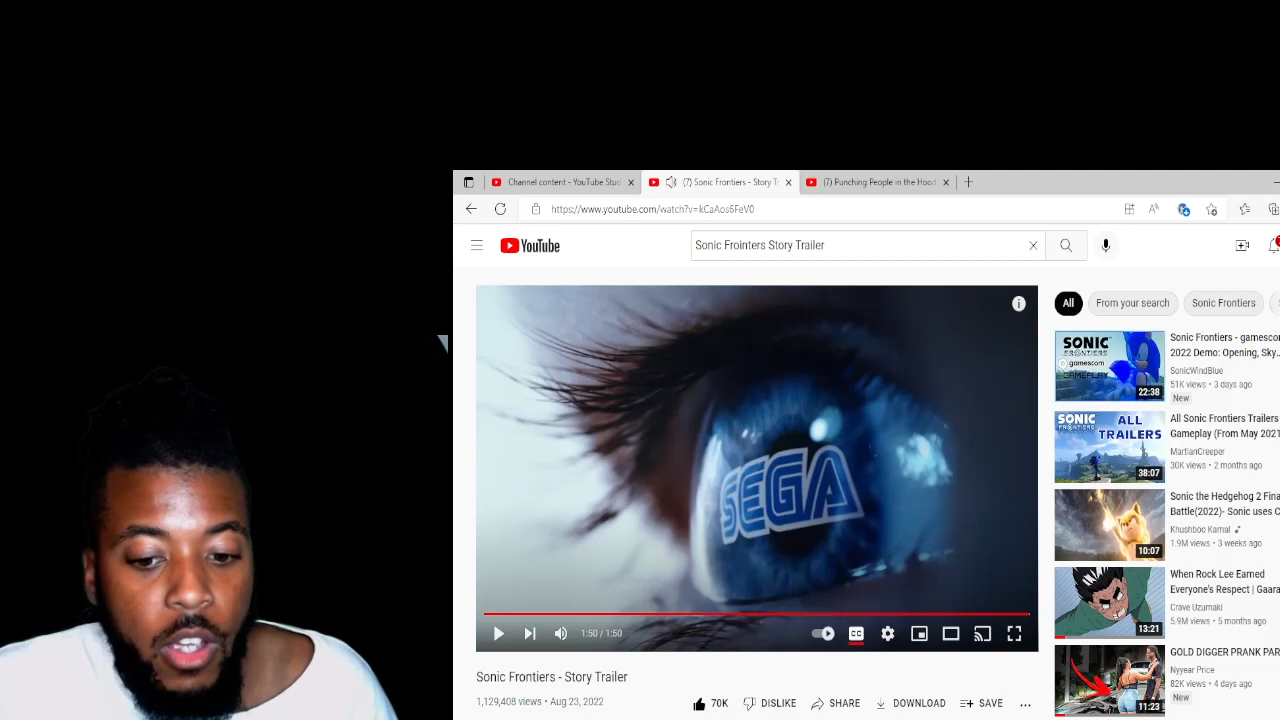 Channel content - YouTube Stud
(7) Sonic Frontiers - Story T
(7) Punching People in the Hood
https://www.youtube.com/watch?v=kCaAos6FeV0
YouTube
Sonic Frointers Story Trailer
SEGA
1:50 / 1:50
CC
Sonic Frontiers - Story Trailer
1,129,408 views • Aug 23, 2022
70K
DISLIKE
SHARE
DOWNLOAD
SAVE
All
From your search
Sonic Frontiers
SONIC
FRONTIERS
gamescom
GAMEPLAY
22:38
Sonic Frontiers - gamescom
2022 Demo: Opening, Sky...
SonicWindBlue
51K views • 3 days ago
New
SONIC
FRONTIERS
ALL
TRAILERS
38:07
All Sonic Frontiers Trailers
Gameplay (From May 2021
MartianCreeper
30K views • 2 months ago
10:07
Sonic the Hedgehog 2 Fina
Battle(2022)- Sonic uses C
Khushboo Kamal
1.9M views • 3 weeks ago
13:21
When Rock Lee Earned
Everyone's Respect | Gaara
Crave Uzumaki
5.9M views • 5 months ago
11:23
GOLD DIGGER PRANK PAR
Nyyear Price
82K views • 4 days ago
New